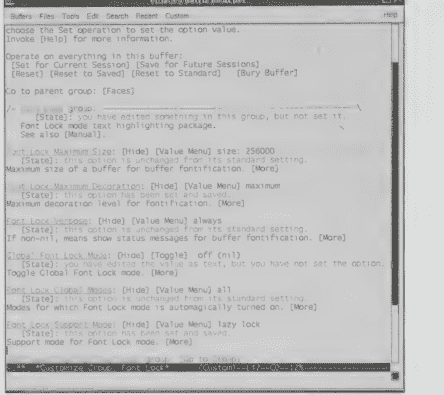 Buffers Files Tools Edit Search Recent Custom Help
choose the Set operation to set the option value.
Invoke [Help] for more information.
Operate on everything in this buffer:
[Set for Current Session] [Save for Future Sessions]
[Reset] [Reset to Saved] [Reset to Standard] [Bury Buffer]
Go to parent group: [Faces]
/- group: \
[State]: you have edited something in this group, but not set it.
Font Lock mode text highlighting package.
See also [Manual].
Font Lock Maximum Size: [Hide] [Value Menu] size: 256000
[State]: this option is unchanged from its standard setting.
Maximum size of a buffer for buffer fontification. [More]
Font Lock Maximum Decoration: [Hide] [Value Menu] maximum
[State]: this option has been set and saved.
Maximum decoration level for fontification. [More]
Font Lock Verbose: [Hide] [Value Menu] always
[State]: this option is unchanged from its standard setting.
If non-nil, means show status messages for buffer fontification. [More]
Global Font Lock Mode: [Hide] [Toggle] off (nil)
[State]: you have edited the value as text, but you have not set the option.
Toggle Global Font Lock mode. [More]
Font Lock Global Modes: [Hide] [Value Menu] all
[State]: this option is unchanged from its standard setting.
Modes for which Font Lock mode is automagically turned on. [More]
Font Lock Support Mode: [Hide] [Value Menu] lazy lock
[State]: this option has been set and saved.
Support mode for Font Lock mode. [More]
*Customize Group: Font Lock* (Custom)